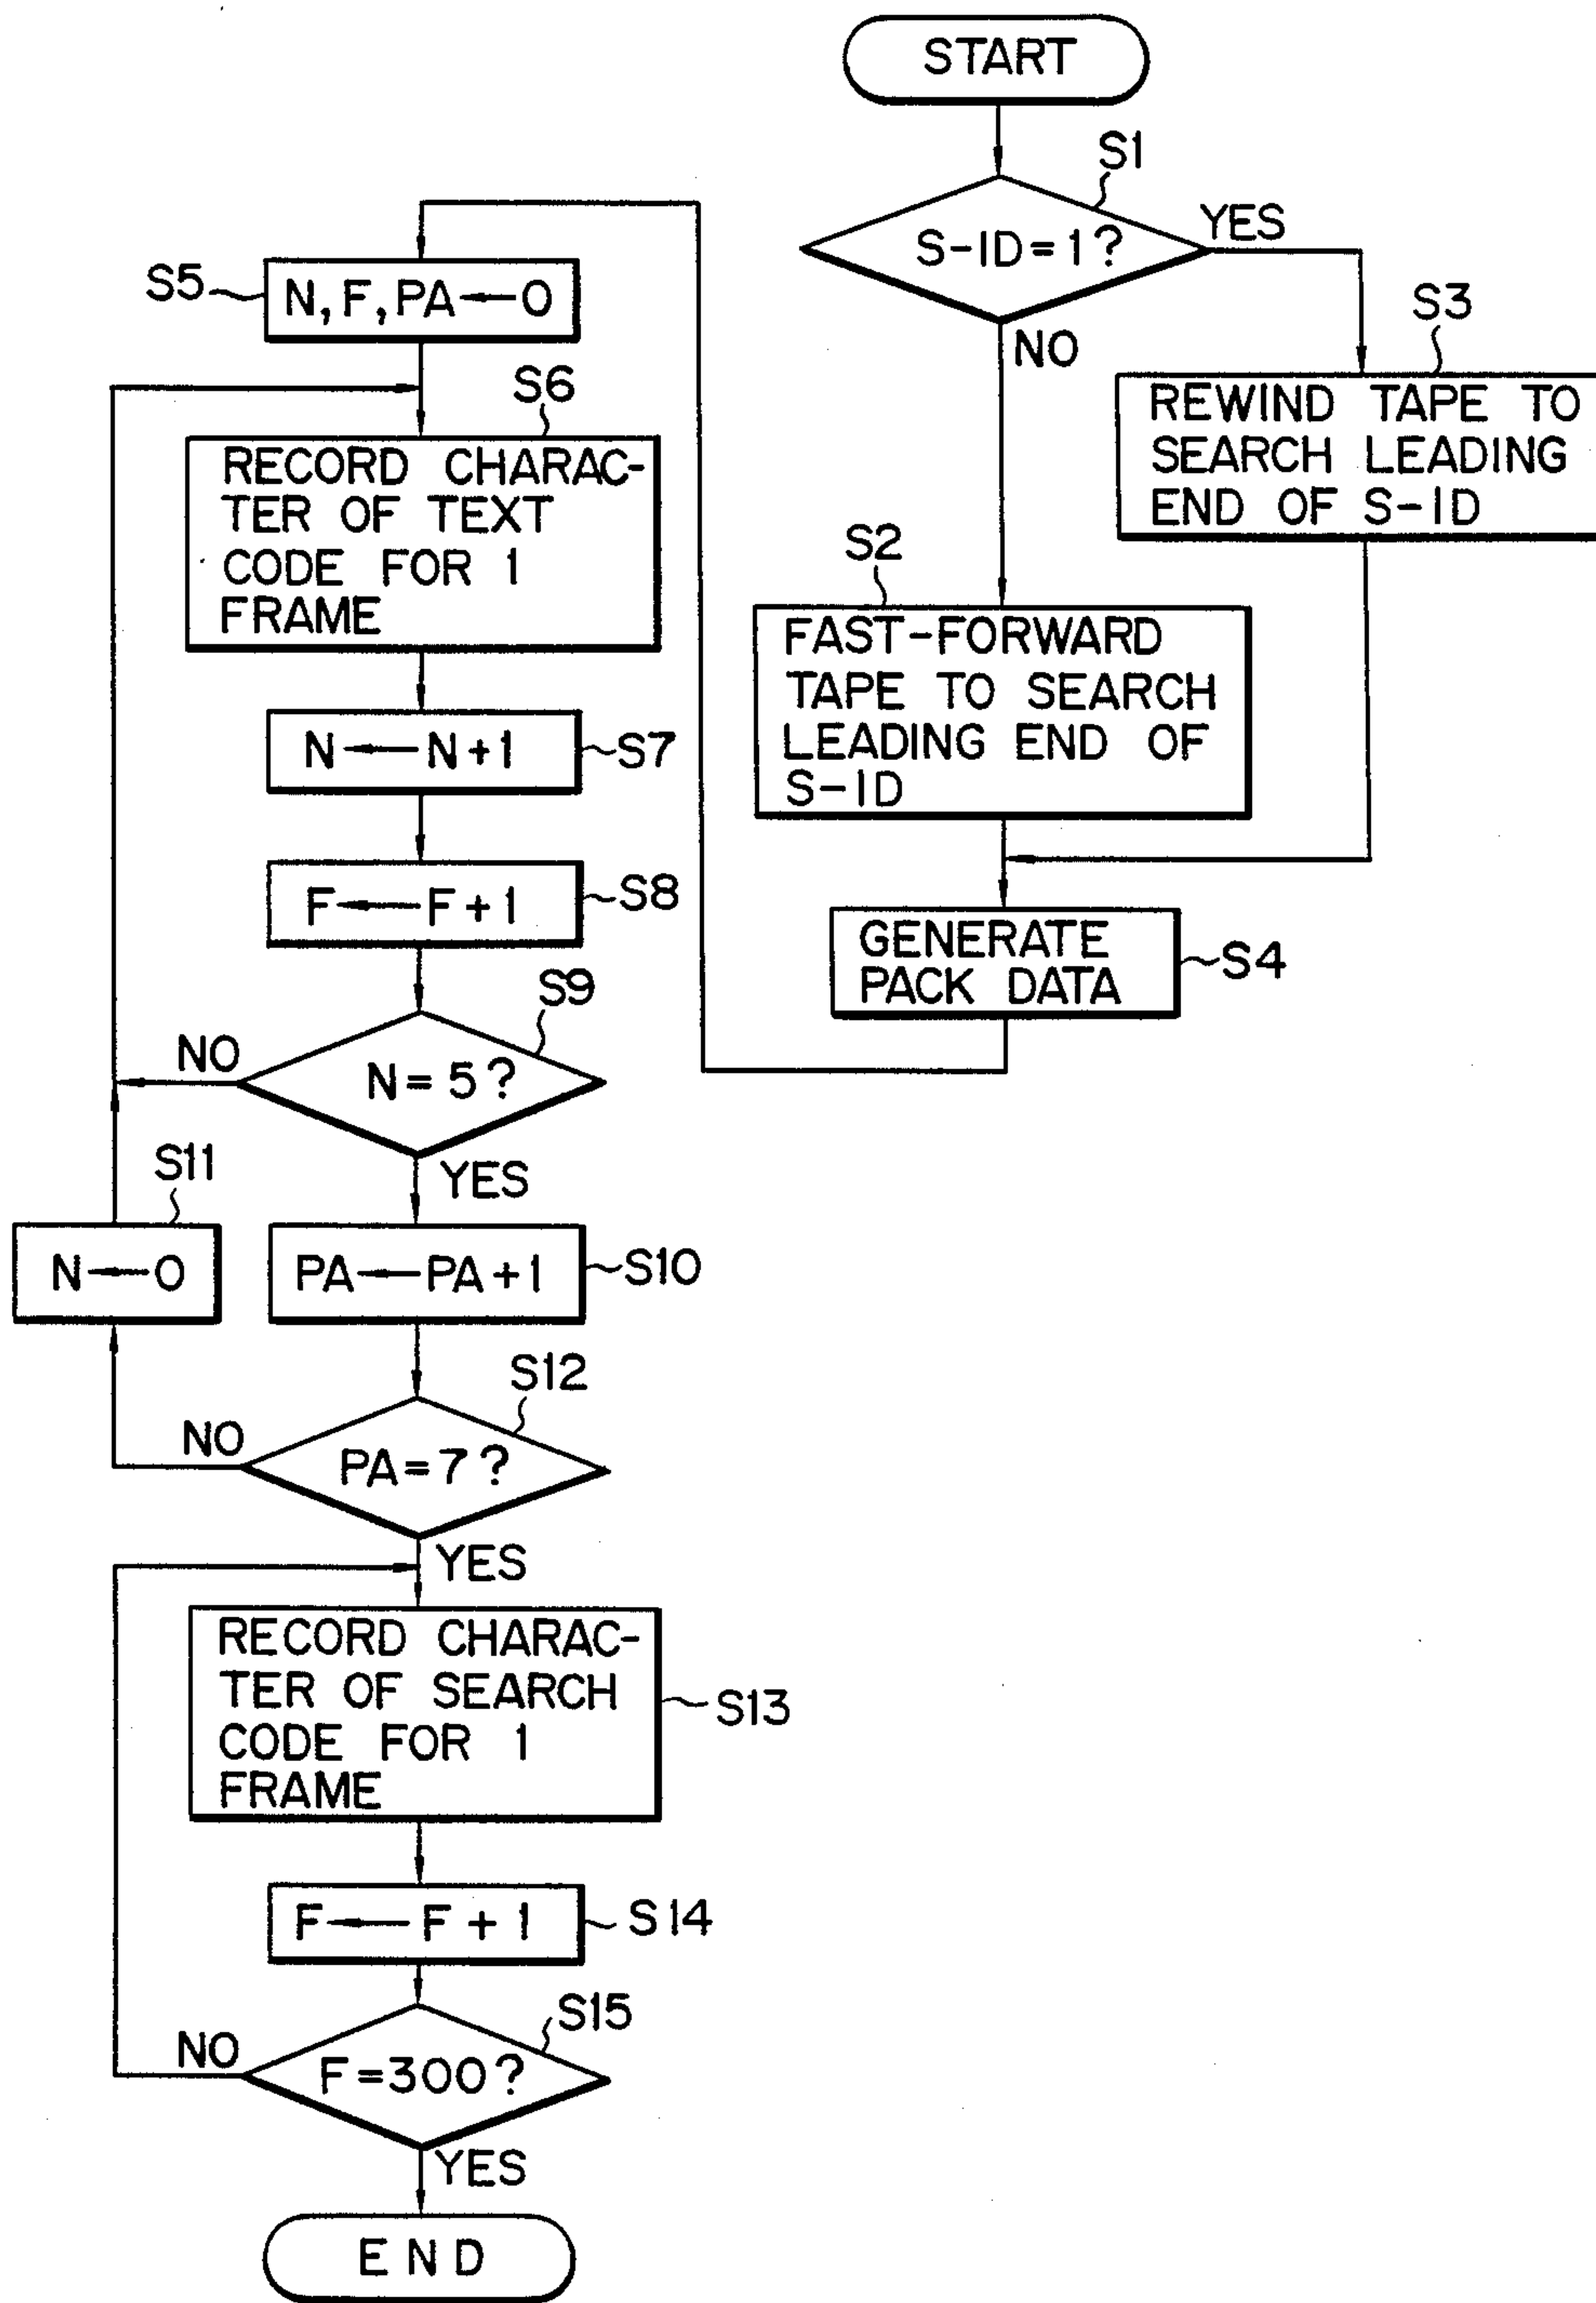 START
S1
S-ID=1?
YES
NO
S3
REWIND TAPE TO
SEARCH LEADING
END OF S-ID
S2
FAST-FORWARD
TAPE TO SEARCH
LEADING END OF
S-ID
GENERATE
PACK DATA
S4
S5
N,F,PA←0
S6
RECORD CHARAC-
TER OF TEXT
CODE FOR 1
FRAME
N←N+1
S7
F←F+1
S8
S9
N=5?
NO
YES
S11
N←0
PA←PA+1
S10
S12
PA=7?
NO
YES
RECORD CHARAC-
TER OF SEARCH
CODE FOR 1
FRAME
S13
F←F+1
S14
S15
F=300?
NO
YES
END